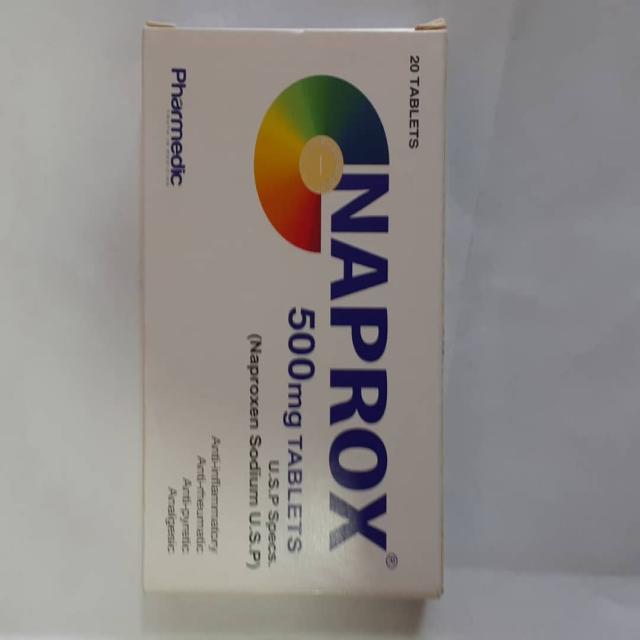 20 TABLETS
NAPROX®
500mg TABLETS
U.S.P Specs.
(Naproxen Sodium U.S.P)
Anti-inflammatory
Anti-rheumatic
Anti-pyretic
Analgesic
Pharmedic